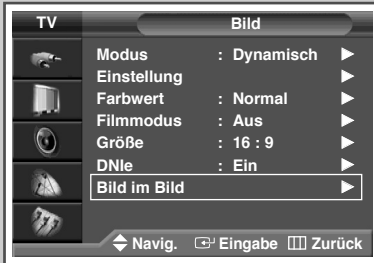 TV Bild
Modus : Dynamisch
Einstellung
Farbwert : Normal
Filmmodus : Aus
Größe : 16 : 9
DNIe : Ein
Bild im Bild
Navig. Eingabe Zurück